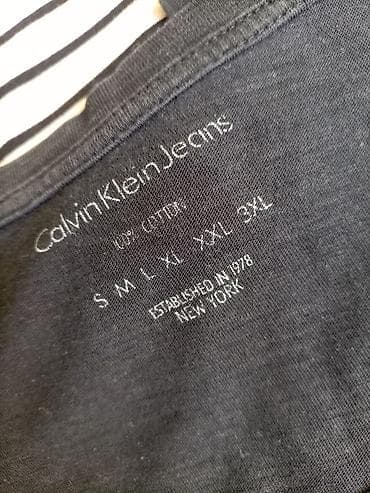 Calvin Klein Jeans
100% COTTON
S M L XL XXL 3XL
ESTABLISHED IN 1978
NEW YORK